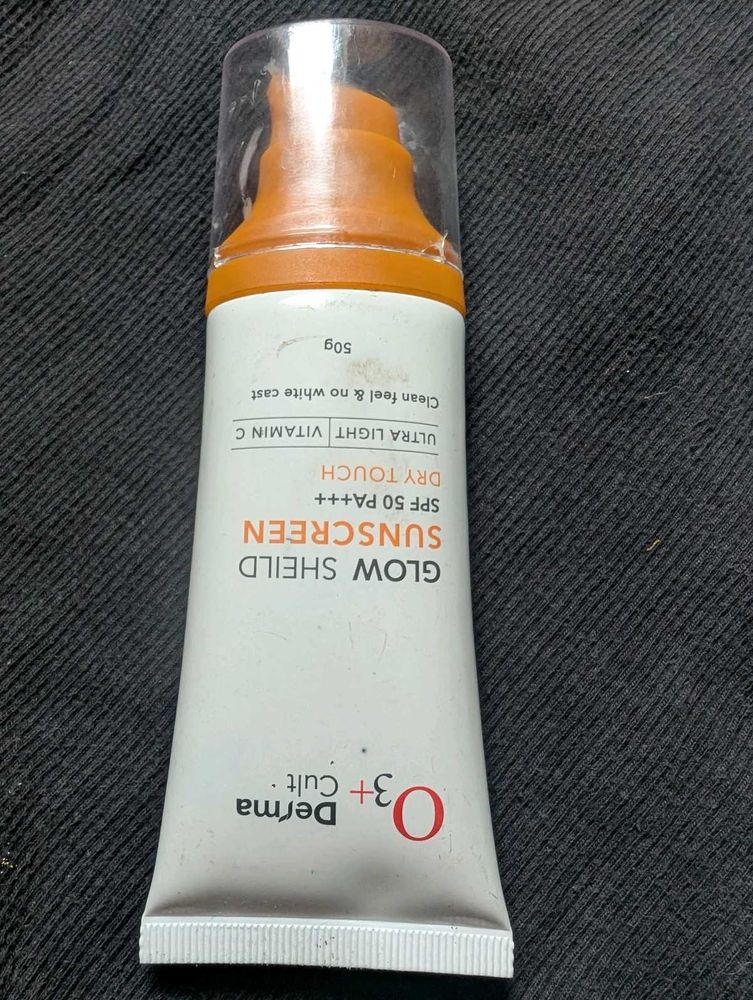 O3+ Derma
Cult
GLOW SHEILD
SUNSCREEN
SPF 50 PA+++
DRY TOUCH
ULTRA LIGHT | VITAMIN C
Clean feel & no white cast
50g